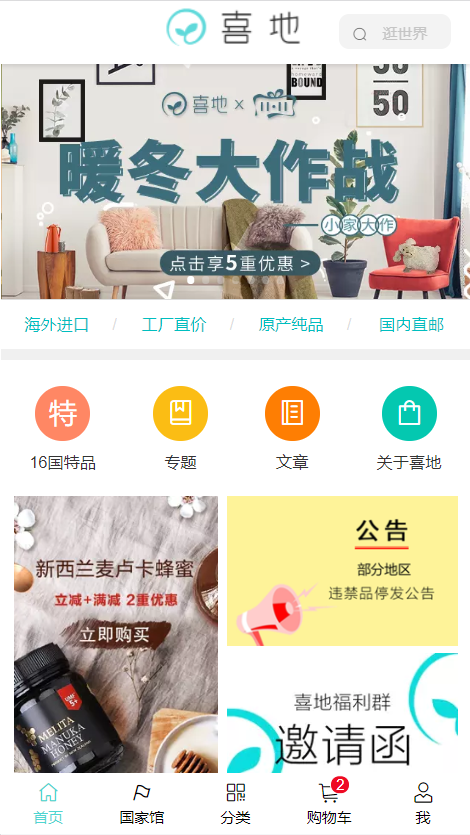 喜地
逛世界
BOUND
50
喜地 x
暖冬大作战
小家大作
点击享5重优惠 >
海外进口 / 工厂直价 / 原产纯品 / 国内直邮
特
16国特品 专题 文章 关于喜地
新西兰麦卢卡蜂蜜
立减+满减 2重优惠
立即购买
UMF
5+
MELITA
MANUKA
HONEY
公告
部分地区
违禁品停发公告
喜地福利群
邀请函
2
首页 国家馆 分类 购物车 我